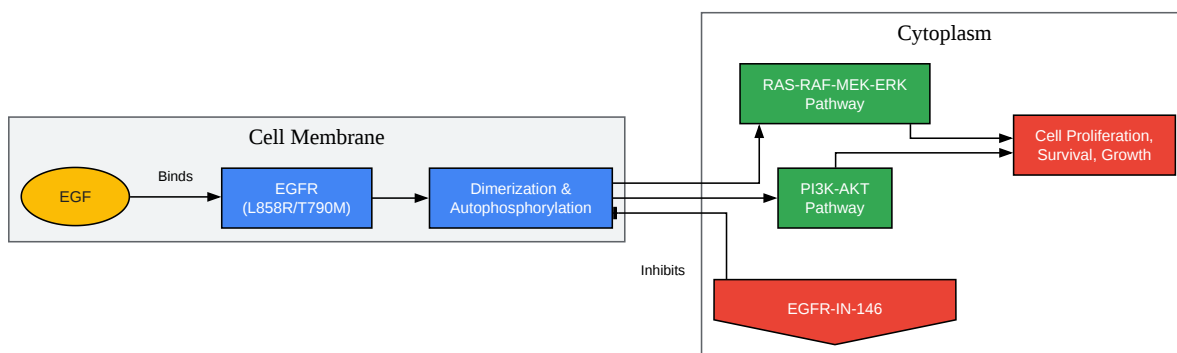 Cell Membrane
EGF
Binds
EGFR
(L858R/T790M)
Dimerization &
Autophosphorylation
Inhibits
Cytoplasm
RAS-RAF-MEK-ERK
Pathway
PI3K-AKT
Pathway
Cell Proliferation,
Survival, Growth
EGFR-IN-146